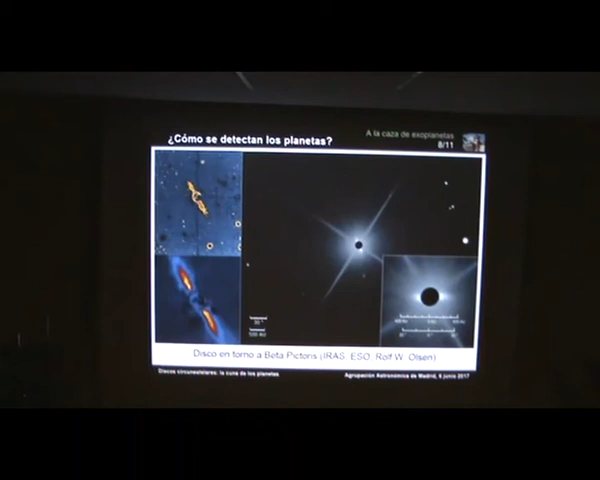 ¿Cómo se detectan los planetas?
A la caza de exoplanetas
8/11
Disco en torno a Beta Pictoris (IRAS. ESO. Rolf W. Olsen)
Discos circunestelares: la cuna de los planetas
Agrupación Astronómica de Madrid, 6 junio 2017